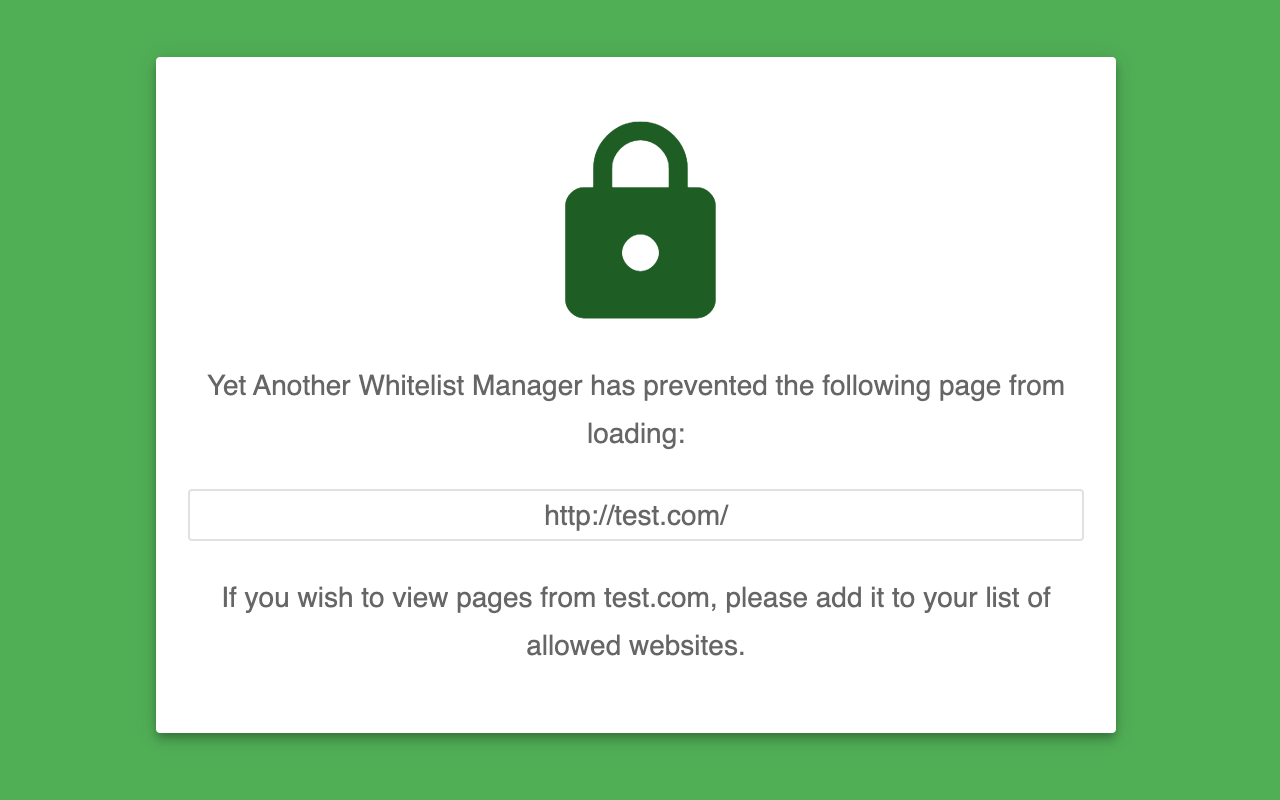 Yet Another Whitelist Manager has prevented the following page from
loading:
http://test.com/
If you wish to view pages from test.com, please add it to your list of
allowed websites.